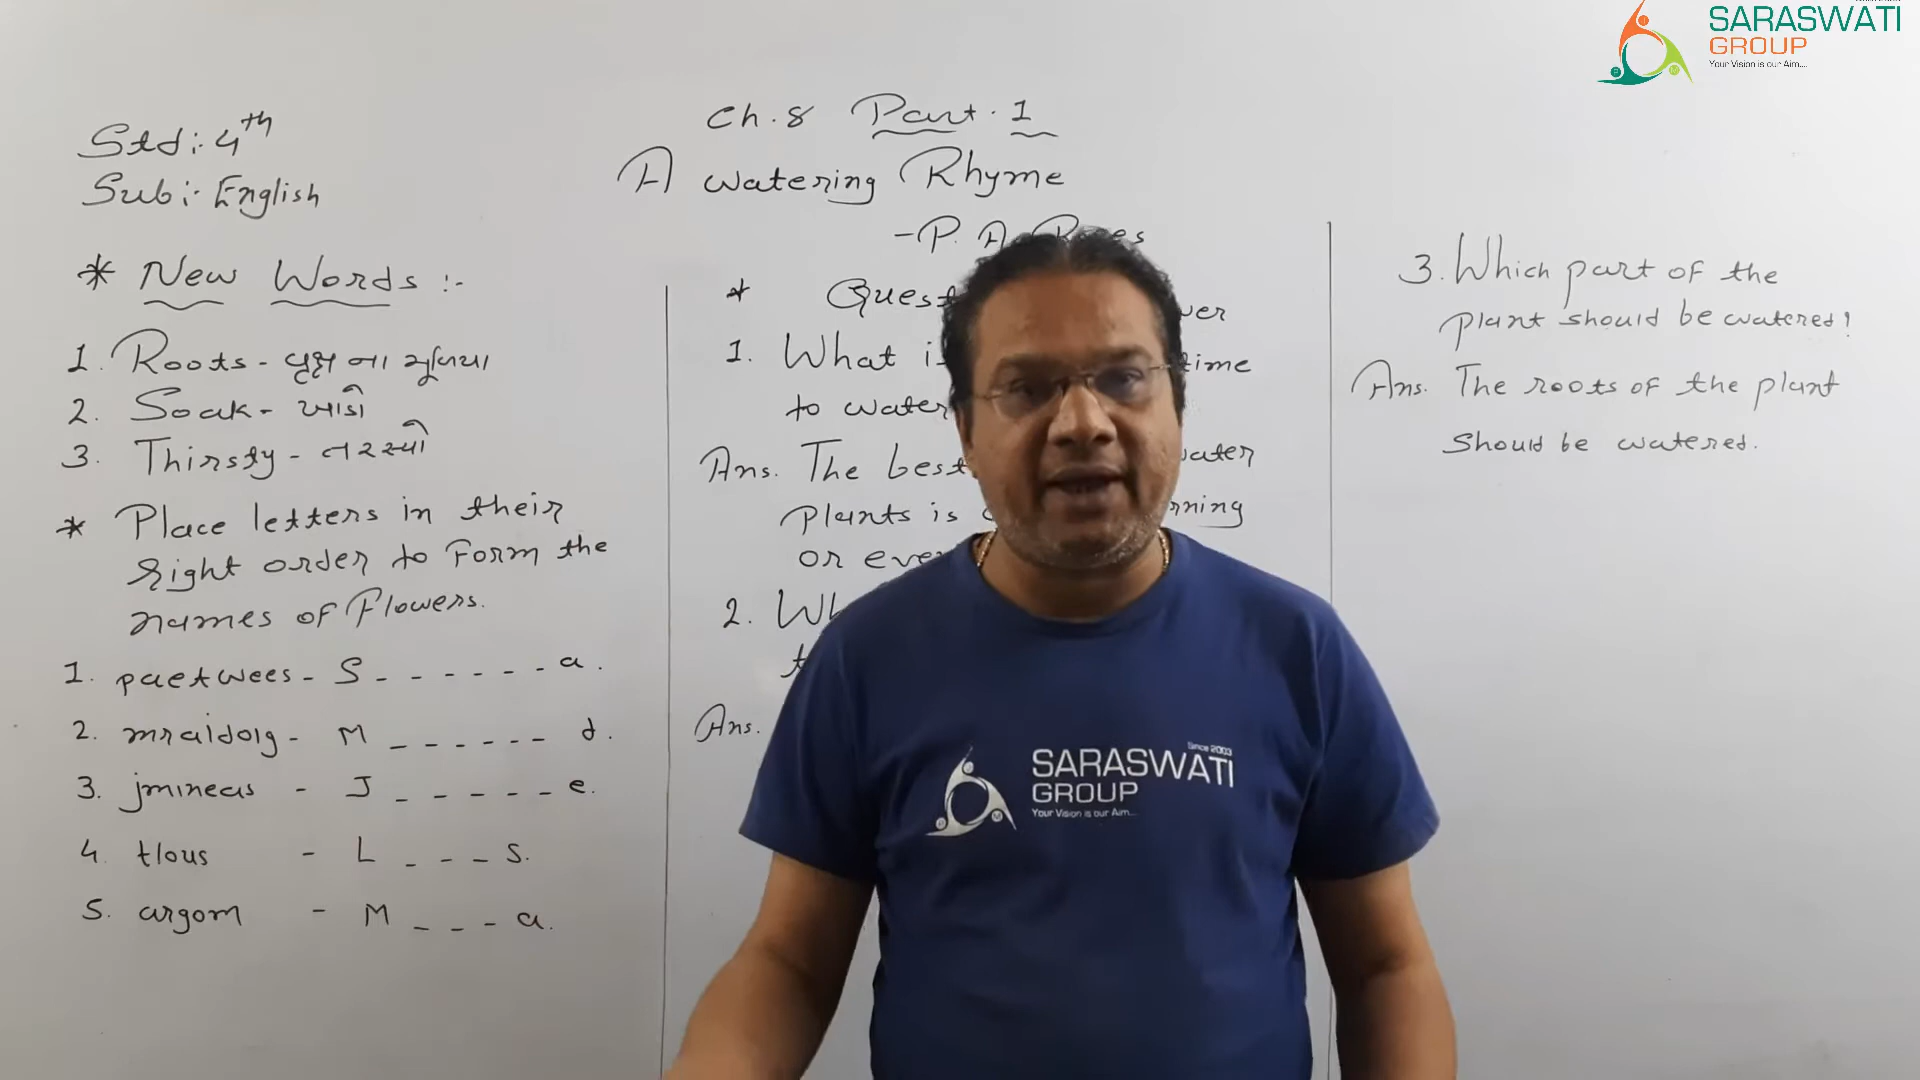 SARASWATI
GROUP
Your Vision is our Aim....
Std:- 4th
Sub:- English
* New Words :-
1. Roots - વૃક્ષ ના મૂળિયા
2. Soak -
3. Thirsty - તરસ્યો
* Place letters in their
right order to form the
names of flowers.
1. paetwees - S - - - - - - a.
2. mraidolg - M - - - - - - d.
3. jmineas - J - - - - - e.
4. tlous - L - - - s.
5. argom - M - - - a.
Ch. 8 Part. 1
A watering Rhyme
- P. A.
*
1. What time
to water
Ans. The best water
plants is
or
2.
Ans.
3. Which part of the
plant should be watered?
Ans. The roots of the plant
should be watered.
Since 2003
SARASWATI
GROUP
Your Vision is our Aim...